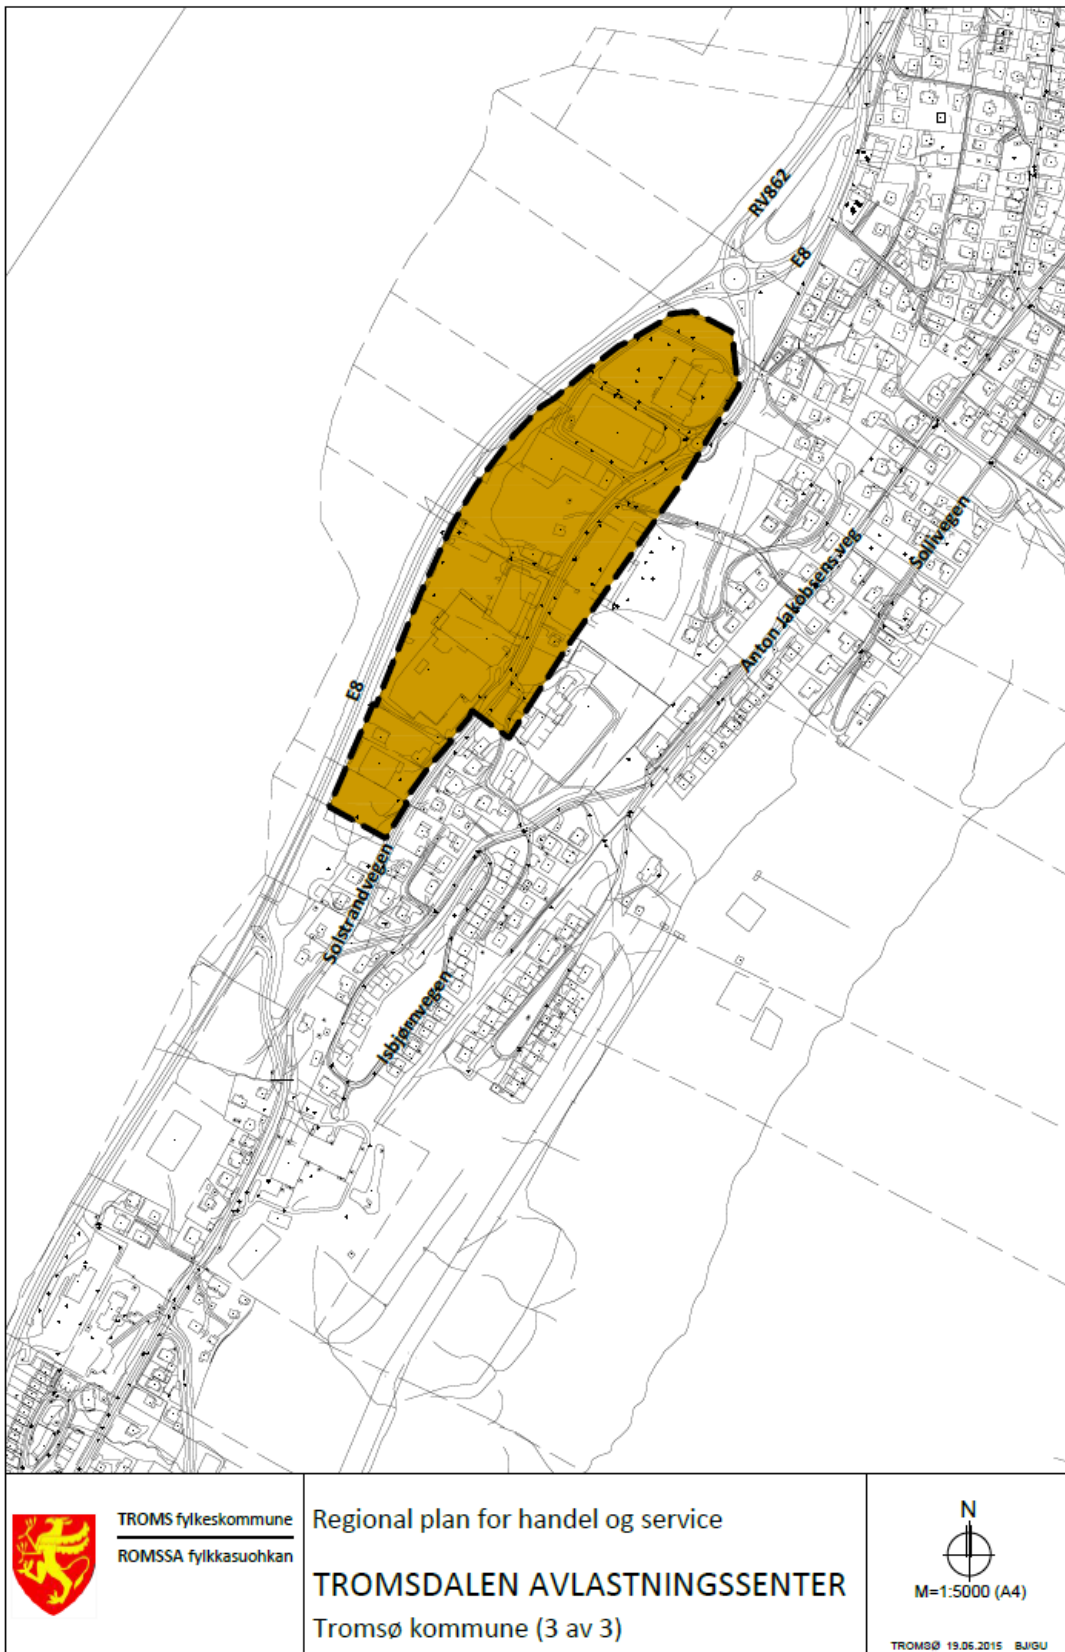 RV862
E8
Sollivegen
Anton Jakobsens veg
E8
Solstrandvegen
Isbjørnvegen
TROMS fylkeskommune
ROMSSA fylkkasuohkan
Regional plan for handel og service
TROMSDALEN AVLASTNINGSSENTER
Tromsø kommune (3 av 3)
N
M=1:5000 (A4)
TROMSØ 19.06.2015 BJ/GU